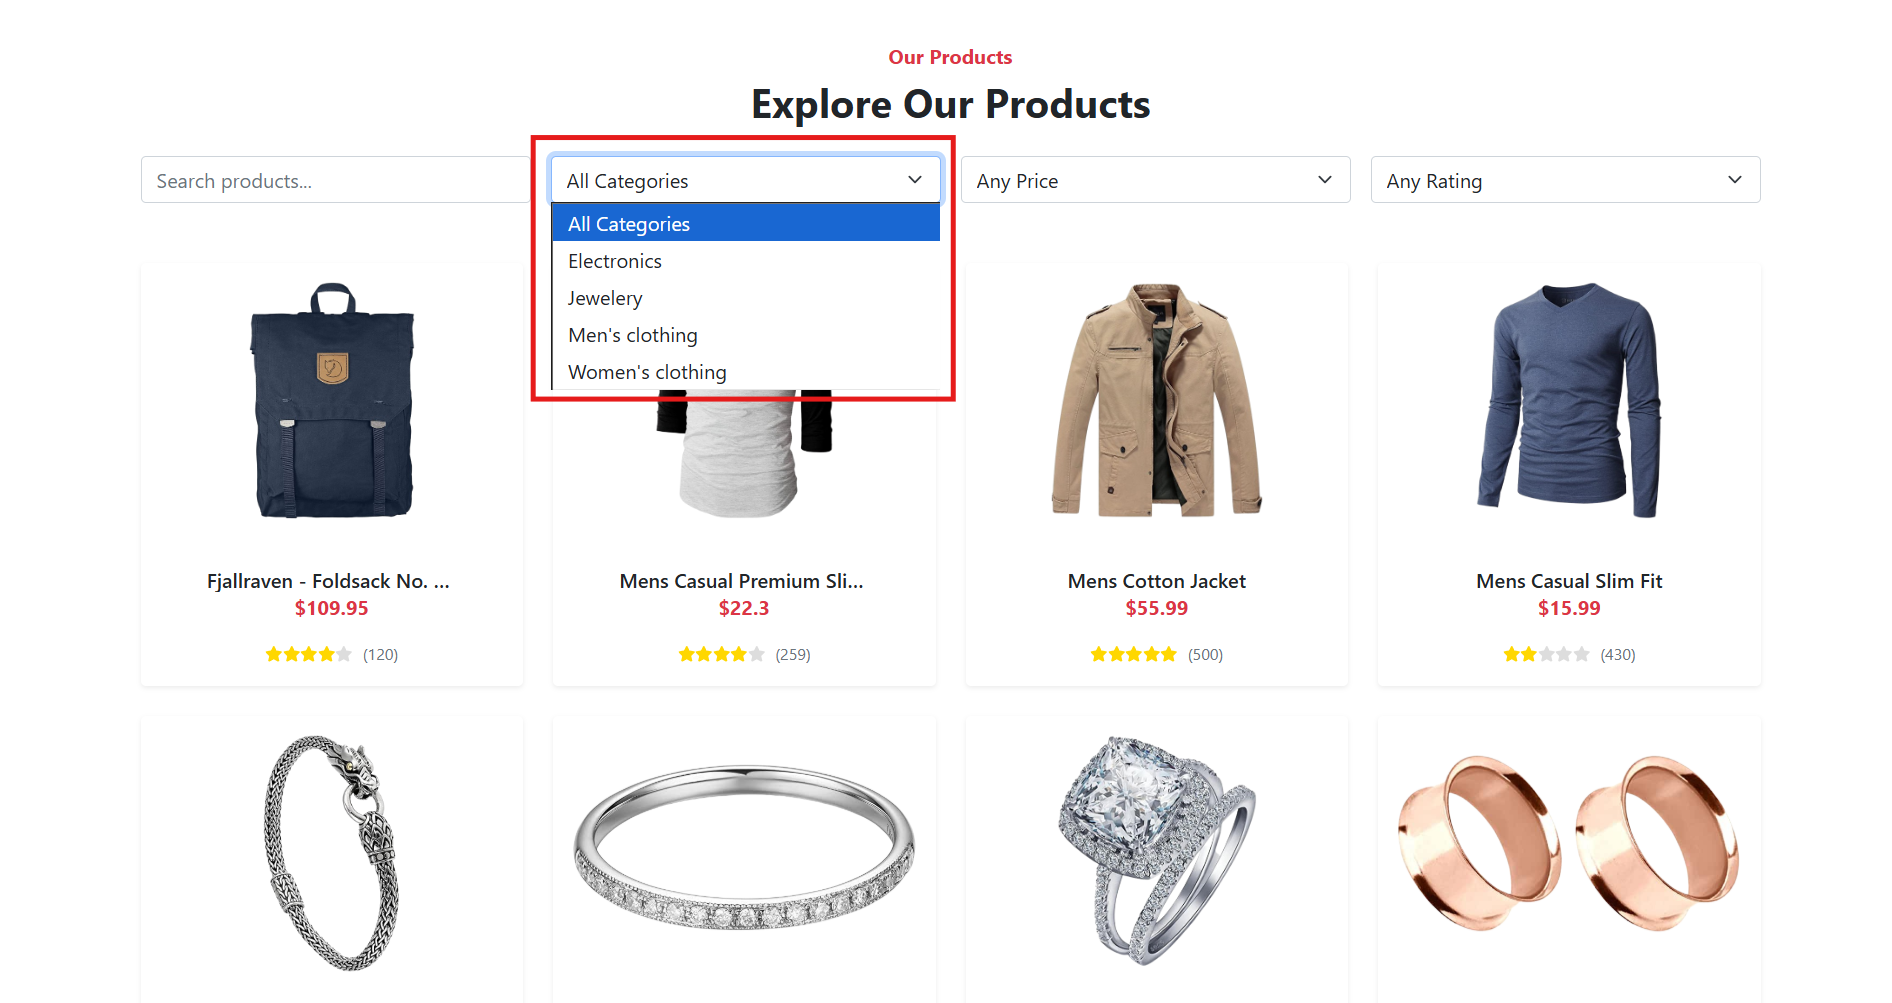 Our Products
Explore Our Products
Search products...
All Categories
Any Price
Any Rating
All Categories
Electronics
Jewelery
Men's clothing
Women's clothing
Fjallraven - Foldsack No. ...
$109.95
(120)
Mens Casual Premium Sli...
$22.3
(259)
Mens Cotton Jacket
$55.99
(500)
Mens Casual Slim Fit
$15.99
(430)